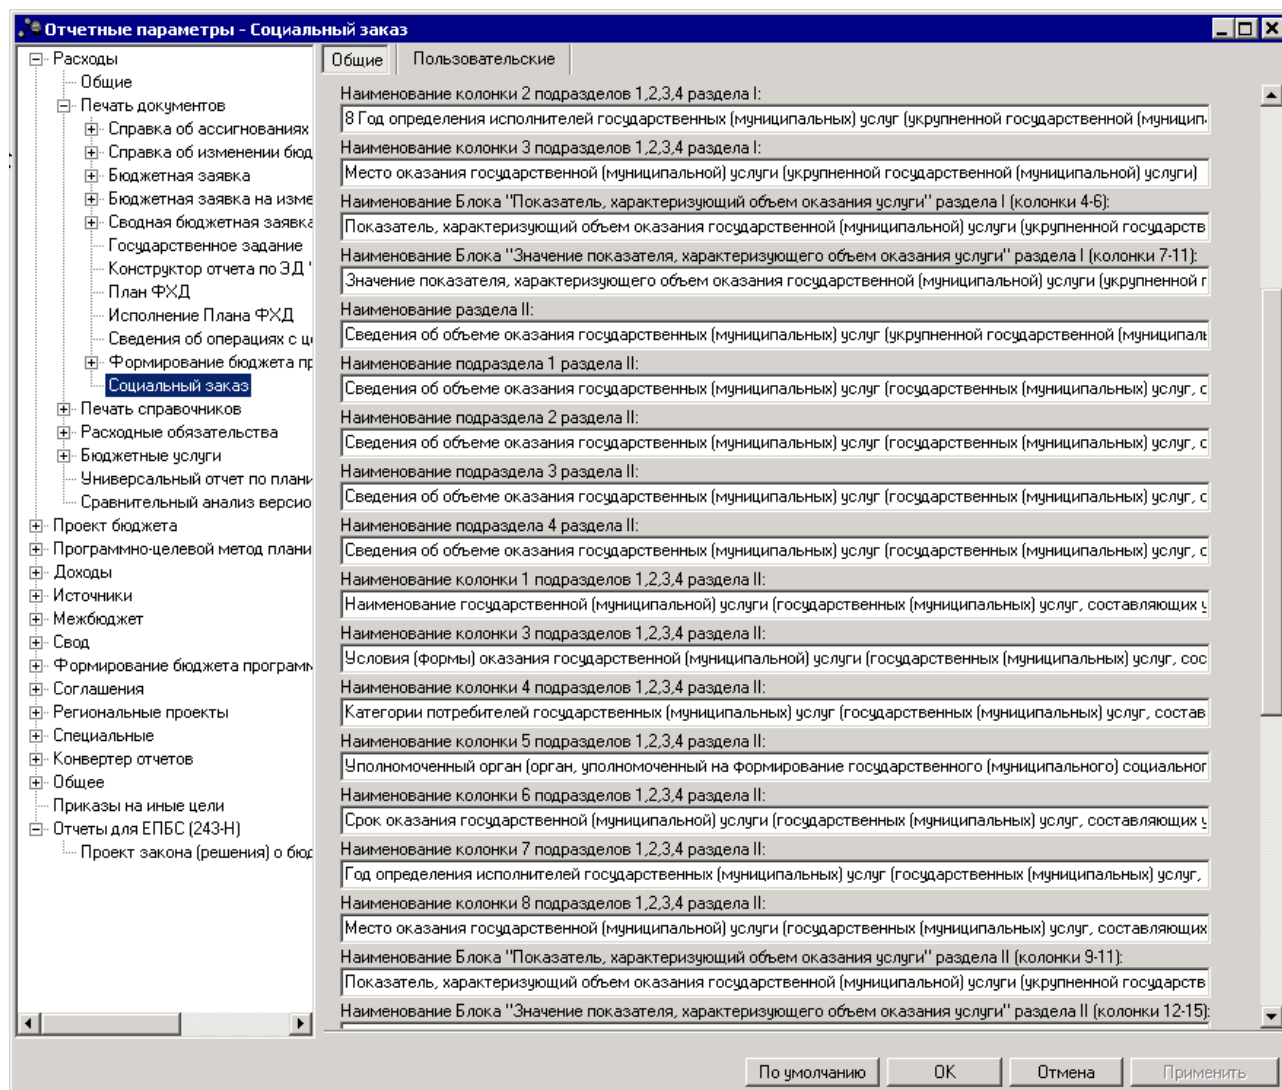 Отчетные параметры - Социальный заказ
Расходы
Общие
Печать документов
Справка об ассигнованиях
Справка об изменении бюд
Бюджетная заявка
Бюджетная заявка на изме
Сводная бюджетная заявка
Государственное задание
Конструктор отчета по ЭД '
План ФХД
Исполнение Плана ФХД
Сведения об операциях с ц
Формирование бюджета пр
Социальный заказ
Печать справочников
Расходные обязательства
Бюджетные услуги
Универсальный отчет по плани
Сравнительный анализ версио
Проект бюджета
Программно-целевой метод плани
Доходы
Источники
Межбюджет
Свод
Формирование бюджета программ
Соглашения
Региональные проекты
Специальные
Конвертер отчетов
Общее
Приказы на иные цели
Отчеты для ЕПБС (243-Н)
Проект закона (решения) о бюд
Общие
Пользовательские
Наименование колонки 2 подразделов 1,2,3,4 раздела I:
8 Год определения исполнителей государственных (муниципальных) услуг (укрупненной государственной (муницип
Наименование колонки 3 подразделов 1,2,3,4 раздела I:
Место оказания государственной (муниципальной) услуги (укрупненной государственной (муниципальной) услуги)
Наименование Блока "Показатель, характеризующий объем оказания услуги" раздела I (колонки 4-6):
Показатель, характеризующий объем оказания государственной (муниципальной) услуги (укрупненной государств
Наименование Блока "Значение показателя, характеризующего объем оказания услуги" раздела I (колонки 7-11):
Значение показателя, характеризующего объем оказания государственной (муниципальной) услуги (укрупненной г
Наименование раздела II:
Сведения об объеме оказания государственных (муниципальных) услуг (укрупненной государственной (муниципаль
Наименование подраздела 1 раздела II:
Сведения об объеме оказания государственных (муниципальных) услуг (государственных (муниципальных) услуг, с
Наименование подраздела 2 раздела II:
Сведения об объеме оказания государственных (муниципальных) услуг (государственных (муниципальных) услуг, с
Наименование подраздела 3 раздела II:
Сведения об объеме оказания государственных (муниципальных) услуг (государственных (муниципальных) услуг, с
Наименование подраздела 4 раздела II:
Сведения об объеме оказания государственных (муниципальных) услуг (государственных (муниципальных) услуг, с
Наименование колонки 1 подразделов 1,2,3,4 раздела II:
Наименование государственной (муниципальной) услуги (государственных (муниципальных) услуг, составляющих у
Наименование колонки 3 подразделов 1,2,3,4 раздела II:
Условия (формы) оказания государственной (муниципальной) услуги (государственных (муниципальных) услуг, сос
Наименование колонки 4 подразделов 1,2,3,4 раздела II:
Категории потребителей государственных (муниципальных) услуг (государственных (муниципальных) услуг, состав
Наименование колонки 5 подразделов 1,2,3,4 раздела II:
Уполномоченный орган (орган, уполномоченный на формирование государственного (муниципального) социальног
Наименование колонки 6 подразделов 1,2,3,4 раздела II:
Срок оказания государственной (муниципальной) услуги (государственных (муниципальных) услуг, составляющих у
Наименование колонки 7 подразделов 1,2,3,4 раздела II:
Год определения исполнителей государственных (муниципальных) услуг (государственных (муниципальных) услуг,
Наименование колонки 8 подразделов 1,2,3,4 раздела II:
Место оказания государственной (муниципальной) услуги (государственных (муниципальных) услуг, составляющих
Наименование Блока "Показатель, характеризующий объем оказания услуги" раздела II (колонки 9-11):
Показатель, характеризующий объем оказания государственной (муниципальной) услуги (укрупненной государств
Наименование Блока "Значение показателя, характеризующего объем оказания услуги" раздела II (колонки 12-15):
По умолчанию
OK
Отмена
Применить